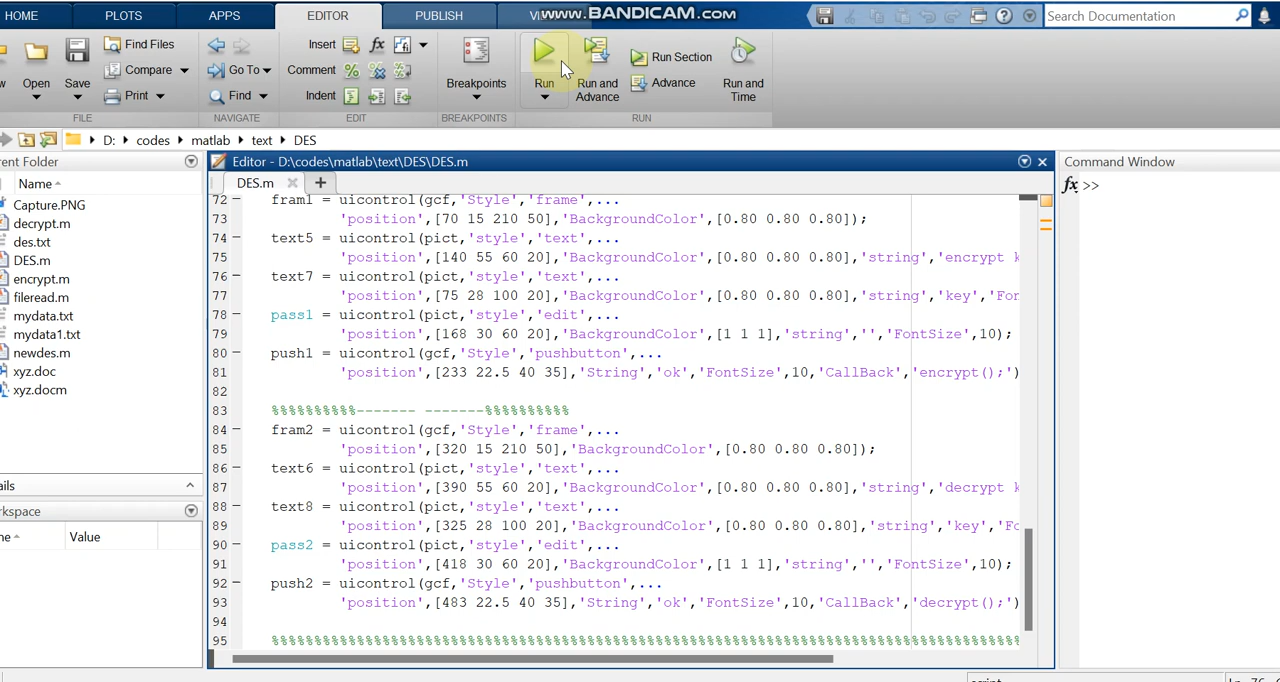 HOME PLOTS APPS EDITOR PUBLISH VI www.BANDICAM.com Search Documentation
Find Files Insert fx
Compare Go To Comment % Run Section
Open Save Print Find Indent Breakpoints Run Run and Advance Advance Run and Time
FILE NAVIGATE EDIT BREAKPOINTS RUN
D: codes matlab text DES
rent Folder
Name
Capture.PNG
decrypt.m
des.txt
DES.m
encrypt.m
fileread.m
mydata.txt
mydata1.txt
newdes.m
xyz.doc
xyz.docm
ails
rkspace
me Value
Editor - D:\codes\matlab\text\DES\DES.m
DES.m +
72 - fram1 = uicontrol(gcf,'Style','frame',...
73 'position',[70 15 210 50],'BackgroundColor',[0.80 0.80 0.80]);
74 - text5 = uicontrol(pict,'style','text',...
75 'position',[140 55 60 20],'BackgroundColor',[0.80 0.80 0.80],'string','encrypt k
76 - text7 = uicontrol(pict,'style','text',...
77 'position',[75 28 100 20],'BackgroundColor',[0.80 0.80 0.80],'string','key','Fon
78 - pass1 = uicontrol(pict,'style','edit',...
79 'position',[168 30 60 20],'BackgroundColor',[1 1 1],'string','','FontSize',10);
80 - push1 = uicontrol(gcf,'Style','pushbutton',...
81 'position',[233 22.5 40 35],'String','ok','FontSize',10,'CallBack','encrypt();')
82
83 %%%%%%%%%%------- -------%%%%%%%%%%
84 - fram2 = uicontrol(gcf,'Style','frame',...
85 'position',[320 15 210 50],'BackgroundColor',[0.80 0.80 0.80]);
86 - text6 = uicontrol(pict,'style','text',...
87 'position',[390 55 60 20],'BackgroundColor',[0.80 0.80 0.80],'string','decrypt k
88 - text8 = uicontrol(pict,'style','text',...
89 'position',[325 28 100 20],'BackgroundColor',[0.80 0.80 0.80],'string','key','Fo
90 - pass2 = uicontrol(pict,'style','edit',...
91 'position',[418 30 60 20],'BackgroundColor',[1 1 1],'string','','FontSize',10);
92 - push2 = uicontrol(gcf,'Style','pushbutton',...
93 'position',[483 22.5 40 35],'String','ok','FontSize',10,'CallBack','decrypt();')
94
95 %%%%%%%%%%%%%%%%%%%%%%%%%%%%%%%%%%%%%%%%%%%%%%%%%%%%%%%%%%%%%%%%%%%%%%%%%%%%%%%%%%%%%%%%
Command Window
fx >>